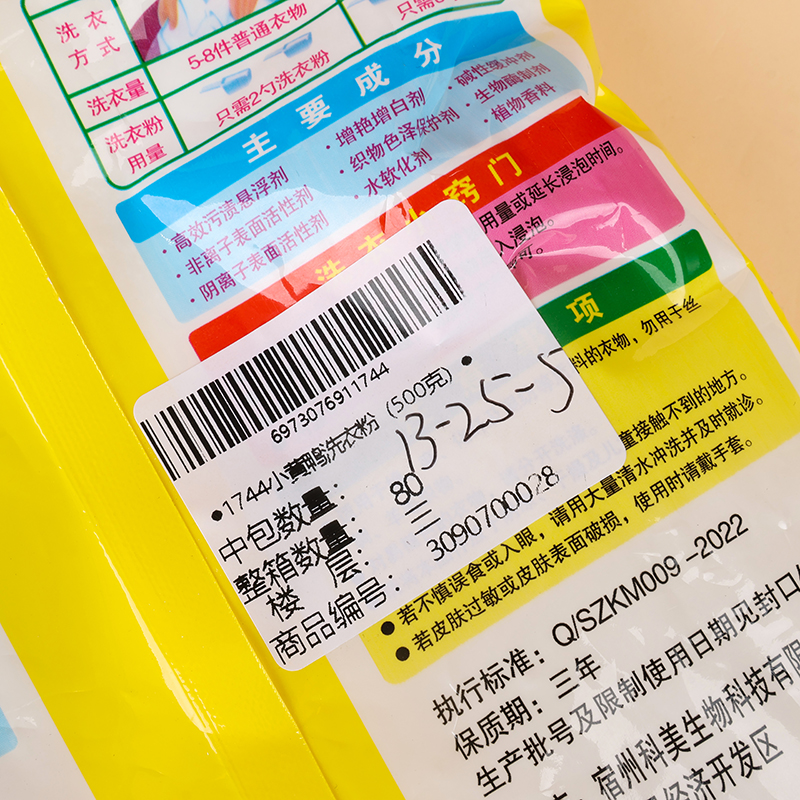 洗衣
方式
5-8件普通衣物
只需
洗衣量
只需2勺洗衣粉
洗衣粉
用量
主要成分
·高效污渍悬浮剂
·非离子表面活性剂
·阴离子表面活性剂
·增艳增白剂
·织物色泽保护剂
·水软化剂
·碱性缓冲剂
·生物酶制剂
·植物香料
洗衣小窍门
用量或延长浸泡时间。
入浸泡。
项
料的衣物，勿用于丝
童接触不到的地方。
●若不慎误食或入眼，请用大量清水冲洗并及时就诊。
●若皮肤过敏或皮肤表面破损，使用时请戴手套。
执行标准：Q/SZKM009-2022
保质期：三年
生产批号及限制使用日期见封口
宿州科美生物科技有限
经济开发区
6973076911744
●1744小黄鸭洗衣粉 (500克)
13-25-5
中包数量：
整箱数量：80
楼 层：三
商品编号：3090700028